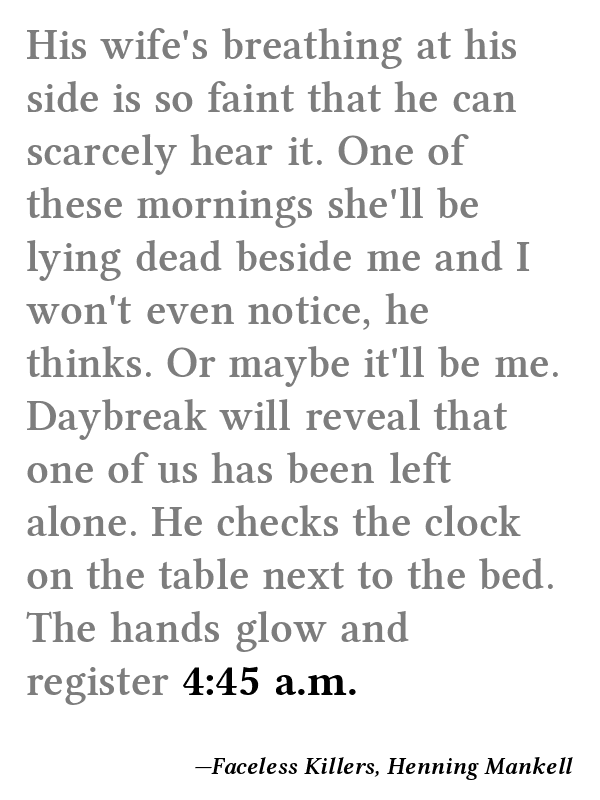 His wife's breathing at his
side is so faint that he can
scarcely hear it. One of
these mornings she'll be
lying dead beside me and I
won't even notice, he
thinks. Or maybe it'll be me.
Daybreak will reveal that
one of us has been left
alone. He checks the clock
on the table next to the bed.
The hands glow and
register 4:45 a.m.
—Faceless Killers, Henning Mankell